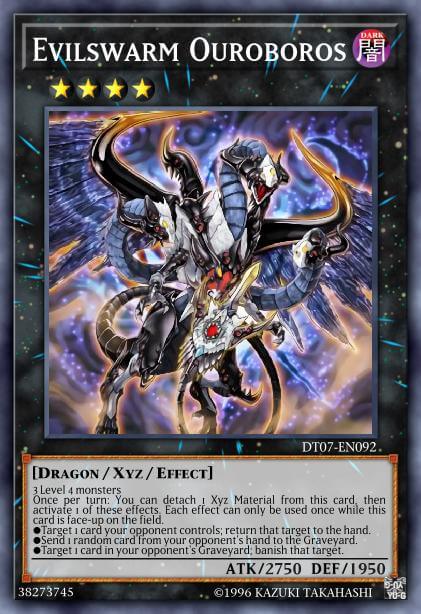 EVILSWARM OUROBOROS
DARK
闇
DT07-EN092
[DRAGON / XYZ / EFFECT]
3 Level 4 monsters
Once per turn: You can detach 1 Xyz Material from this card, then
activate 1 of these effects. Each effect can only be used once while this
card is face-up on the field.
●Target 1 card your opponent controls; return that target to the hand.
●Send 1 random card from your opponent's hand to the Graveyard.
●Target 1 card in your opponent's Graveyard; banish that target.
ATK/2750 DEF/1950
38273745
©1996 KAZUKI TAKAHASHI